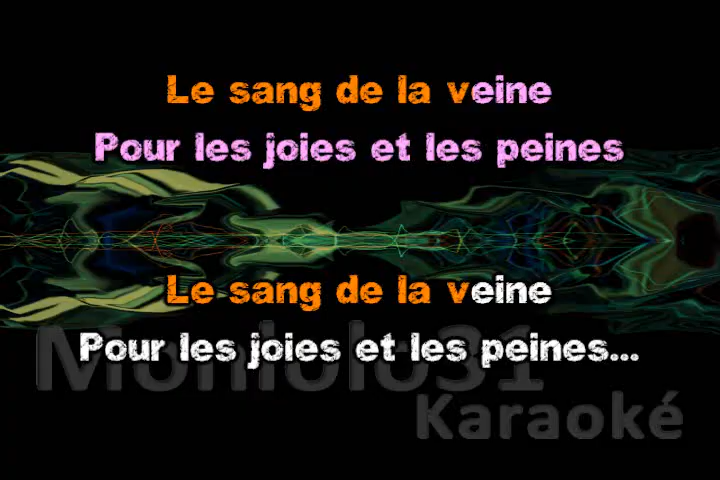 Le sang de la veine
Pour les joies et les peines
Le sang de la veine
Pour les joies et les peines...
Moniolo31
Karaoké